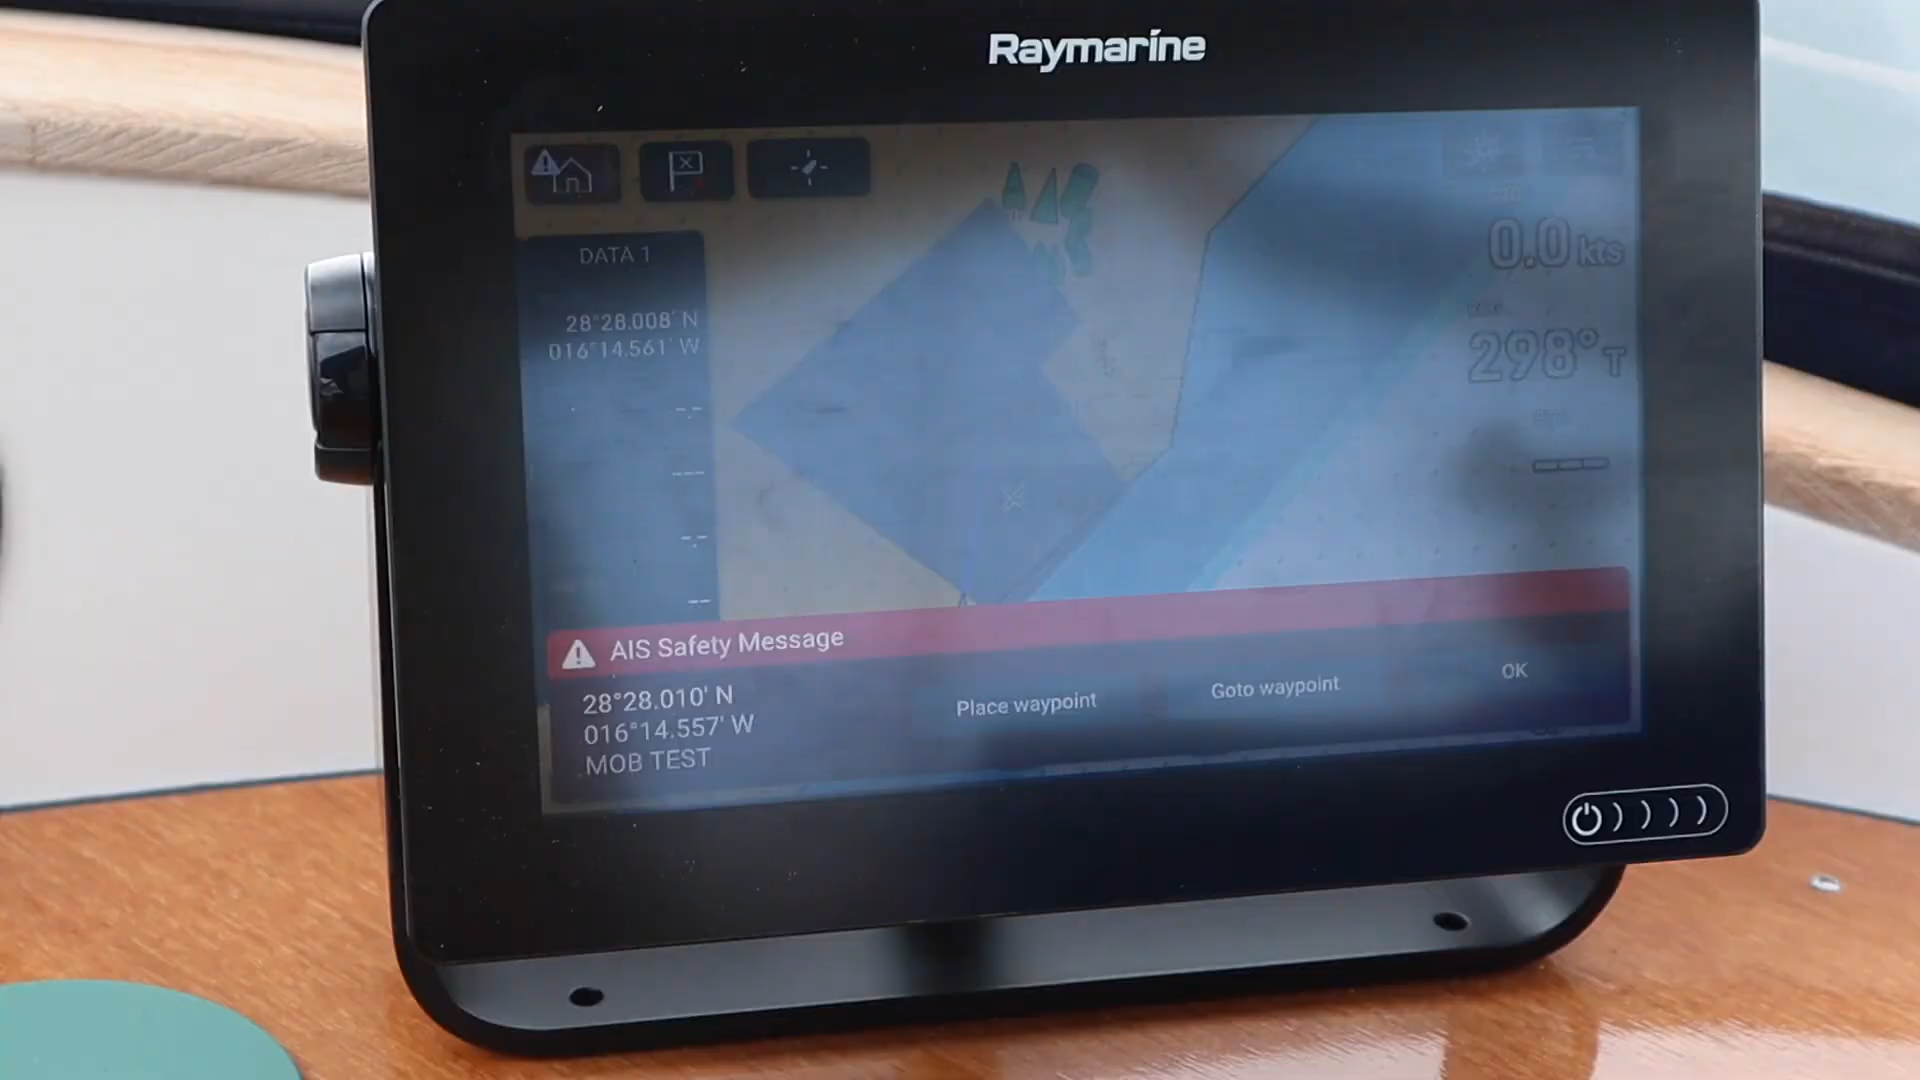 Raymarine
DATA 1
28°28.008' N
016°14.561' W
-.-
---
-.-
--
0.0 kts
298°T
---
AIS Safety Message
28°28.010' N
016°14.557' W
MOB TEST
Place waypoint
Goto waypoint
OK